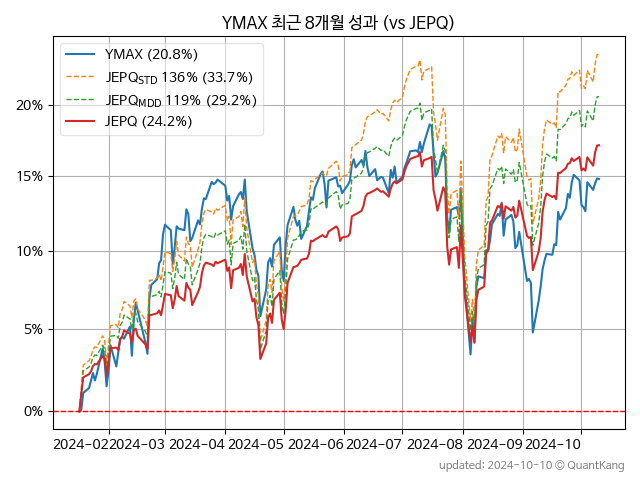 YMAX 최근 8개월 성과 (vs JEPQ)
YMAX (20.8%)
JEPQSTD 136% (33.7%)
JEPQMDD 119% (29.2%)
JEPQ (24.2%)
20%
15%
10%
5%
0%
2024-02 2024-03 2024-04 2024-05 2024-06 2024-07 2024-08 2024-09 2024-10
updated: 2024-10-10 © QuantKang